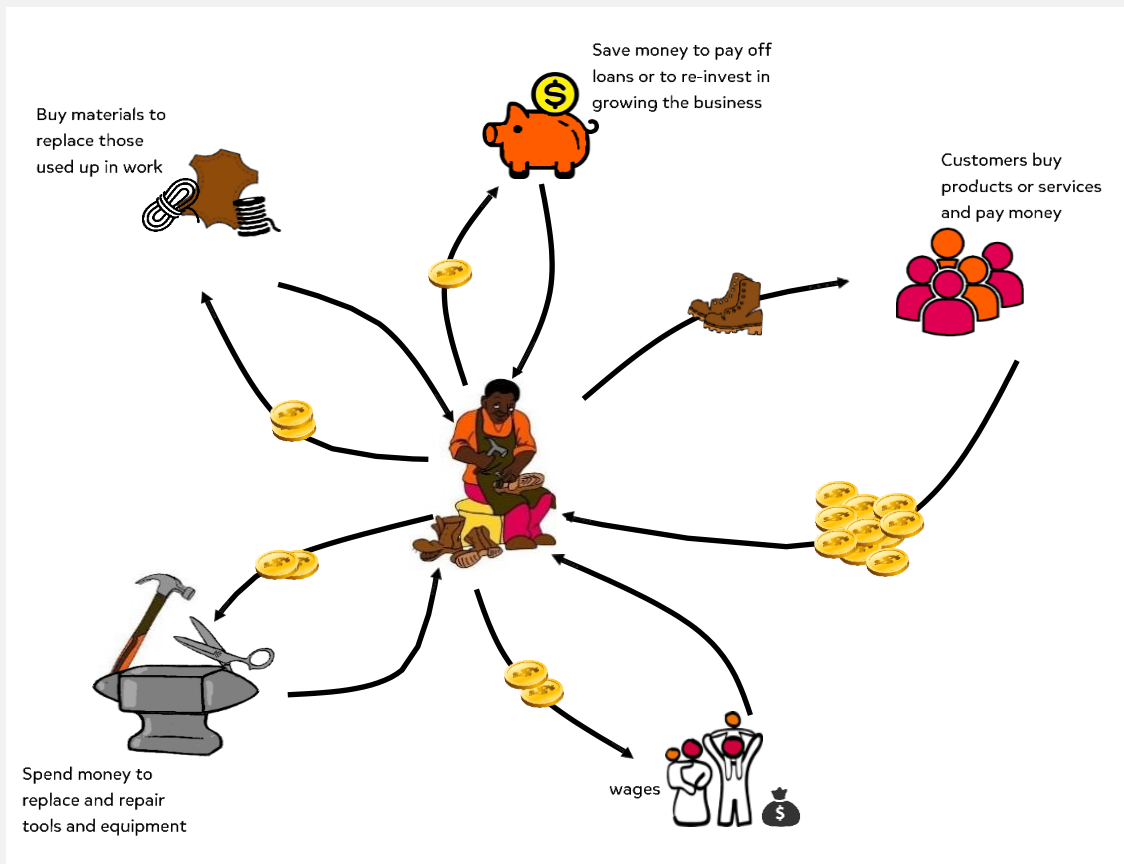 Save money to pay off
loans or to re-invest in
growing the business
Buy materials to
replace those
used up in work
Customers buy
products or services
and pay money
$
Spend money to
replace and repair
tools and equipment
wages
$